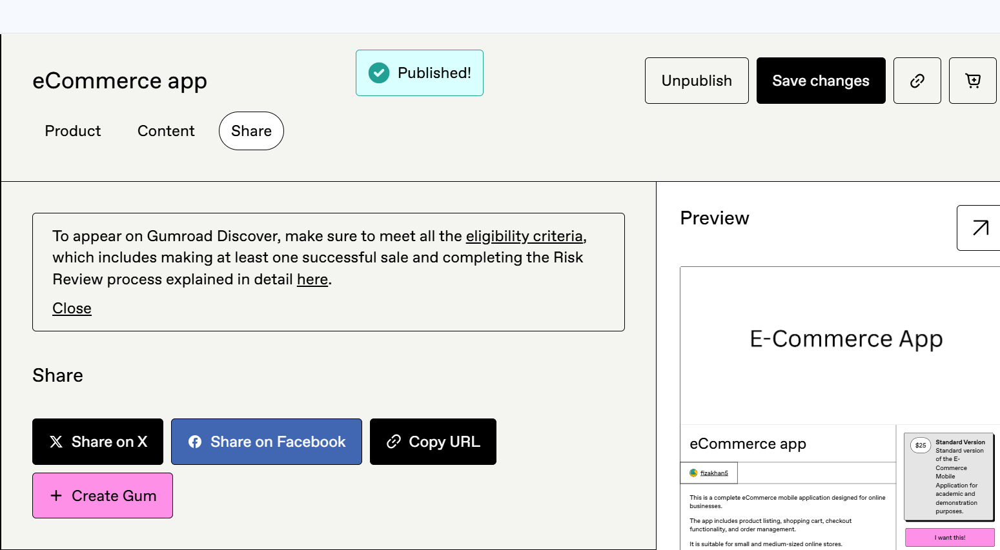 eCommerce app
Published!
Unpublish
Save changes
Product
Content
Share
To appear on Gumroad Discover, make sure to meet all the eligibility criteria,
which includes making at least one successful sale and completing the Risk
Review process explained in detail here.
Close
Share
Share on X
Share on Facebook
Copy URL
Create Gum
Preview
E-Commerce App
eCommerce app
fizakhan5
This is a complete eCommerce mobile application designed for online
businesses.
The app includes product listing, shopping cart, checkout
functionality, and order management.
It is suitable for small and medium-sized online stores.
$25
Standard Version
Standard version
of the E-
Commerce
Mobile
Application for
academic and
demonstration
purposes.
I want this!